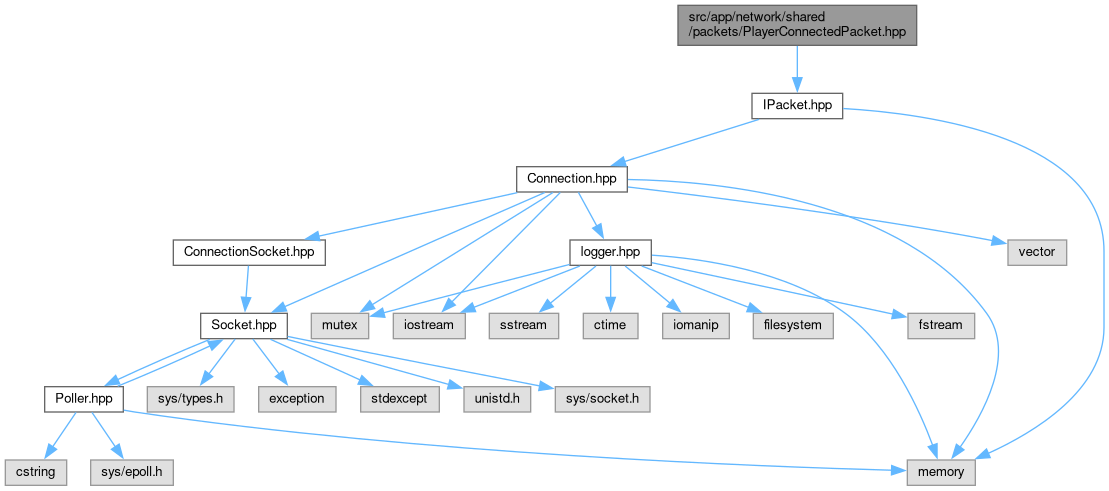 src/app/network/shared
/packets/PlayerConnectedPacket.hpp
IPacket.hpp
Connection.hpp
ConnectionSocket.hpp
logger.hpp
vector
Socket.hpp
mutex
iostream
sstream
ctime
iomanip
filesystem
fstream
Poller.hpp
sys/types.h
exception
stdexcept
unistd.h
sys/socket.h
cstring
sys/epoll.h
memory